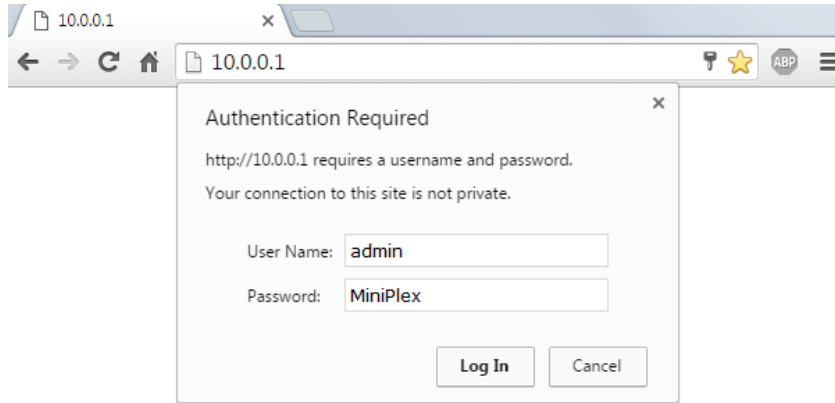 10.0.0.1
10.0.0.1
ABP
Authentication Required
http://10.0.0.1 requires a username and password.
Your connection to this site is not private.
User Name: admin
Password: MiniPlex
Log In Cancel